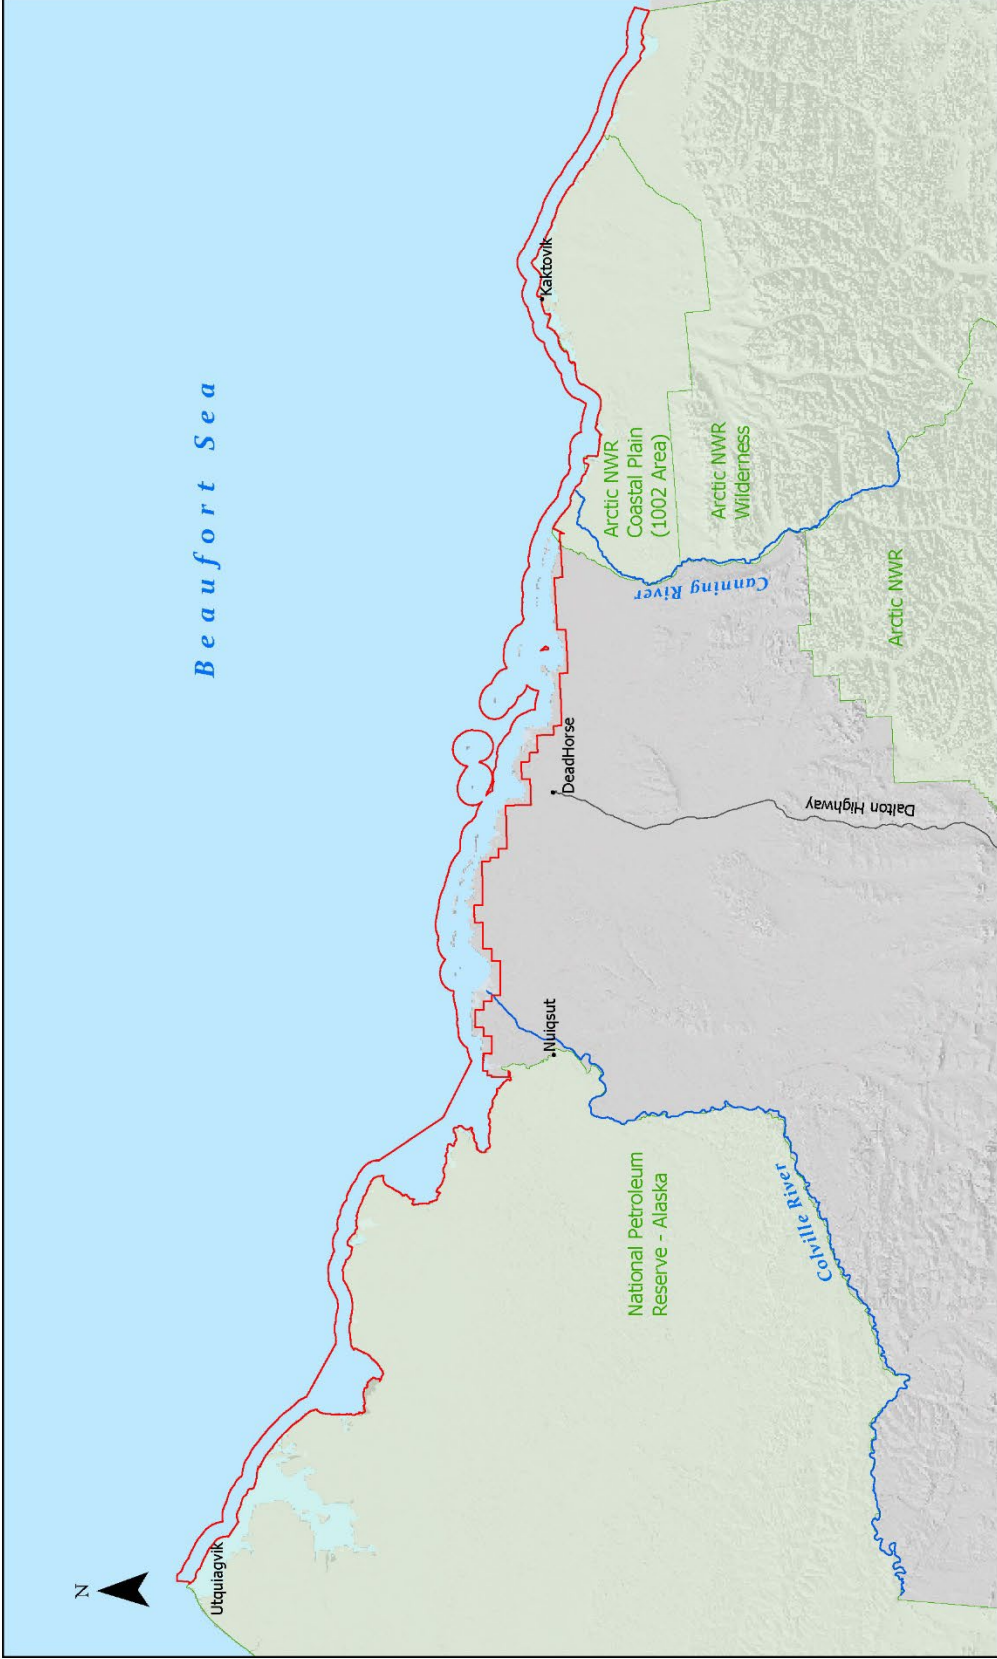 N
Beaufort Sea
Utquiagvik
Kaktovik
Arctic NWR
Coastal Plain
(1002 Area)
Arctic NWR
Wilderness
Canning River
Arctic NWR
DeadHorse
Dalton Highway
Nuiqsut
National Petroleum
Reserve - Alaska
Colville River